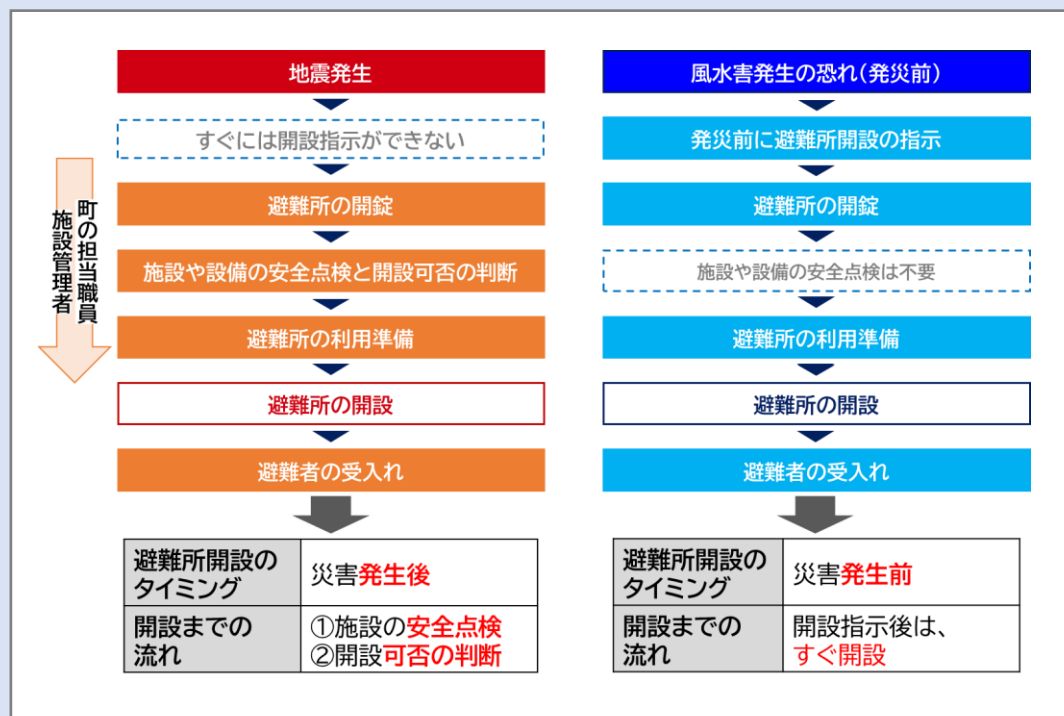 地震発生
すぐには開設指示ができない
町の担当職員
施設管理者
避難所の開錠
施設や設備の安全点検と開設可否の判断
避難所の利用準備
避難所の開設
避難者の受入れ
避難所開設の
タイミング
災害発生後
開設までの
流れ
①施設の安全点検
②開設可否の判断
風水害発生の恐れ(発災前)
発災前に避難所開設の指示
避難所の開錠
施設や設備の安全点検は不要
避難所の利用準備
避難所の開設
避難者の受入れ
避難所開設の
タイミング
災害発生前
開設までの
流れ
開設指示後は、
すぐ開設